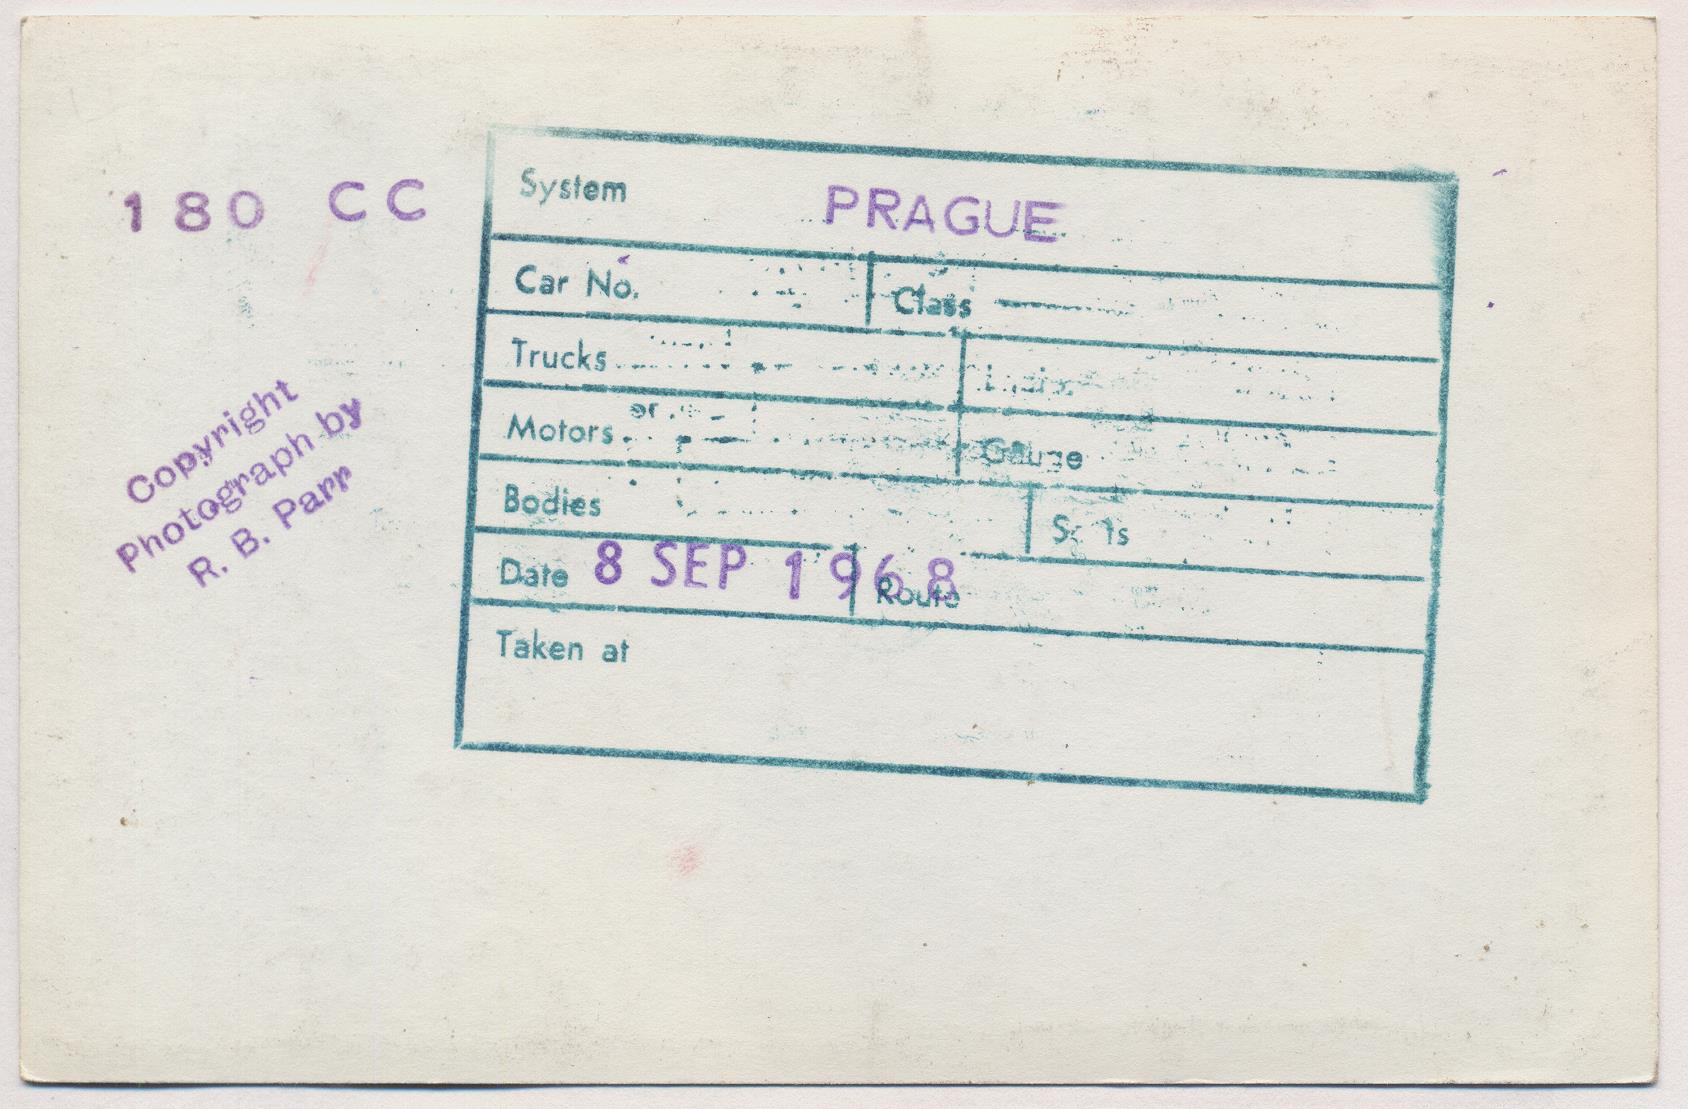 180 CC
System PRAGUE
Car No. Class
Trucks
Motors or Gauge
Bodies
Date 8 SEP 1968 Route
Taken at
Copyright
Photograph by
R. B. Parr